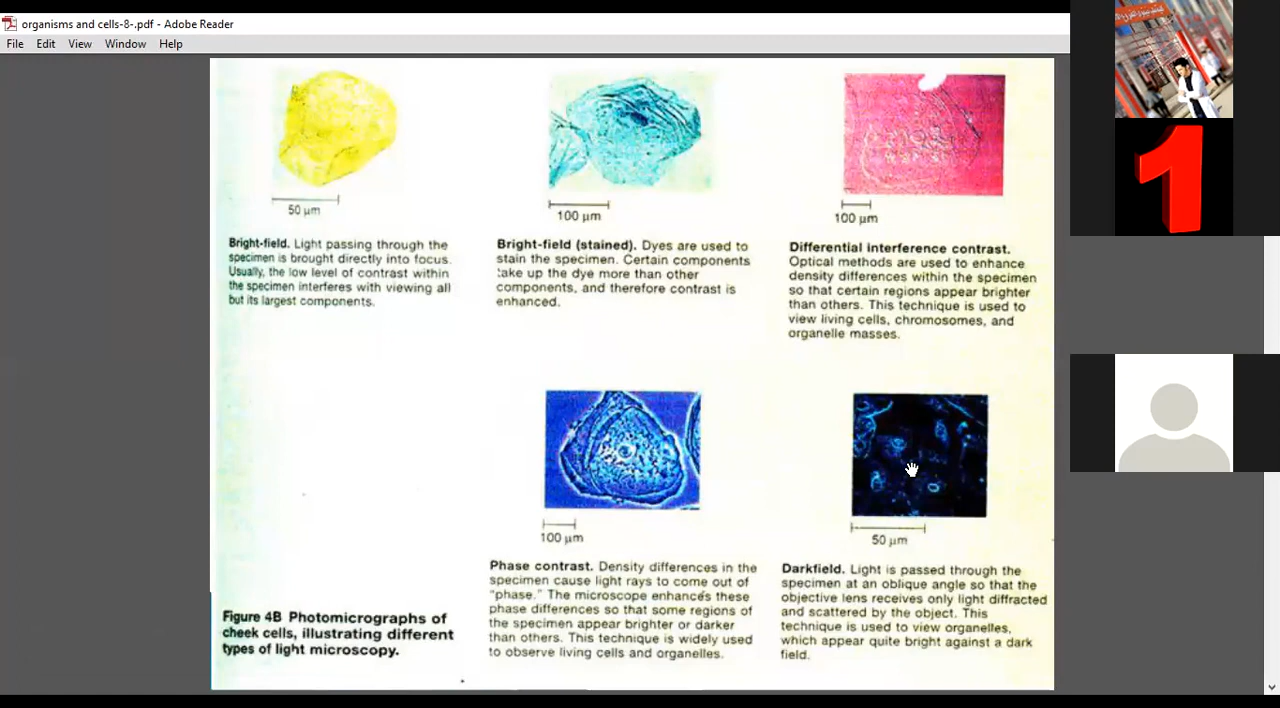 organisms and cells-8-.pdf - Adobe Reader
File Edit View Window Help
50 µm
Bright-field. Light passing through the
specimen is brought directly into focus.
Usually, the low level of contrast within
the specimen interferes with viewing all
but its largest components.
100 µm
Bright-field (stained). Dyes are used to
stain the specimen. Certain components
take up the dye more than other
components, and therefore contrast is
enhanced.
100 µm
Differential interference contrast.
Optical methods are used to enhance
density differences within the specimen
so that certain regions appear brighter
than others. This technique is used to
view living cells, chromosomes, and
organelle masses.
Figure 4B Photomicrographs of
cheek cells, illustrating different
types of light microscopy.
100 µm
Phase contrast. Density differences in the
specimen cause light rays to come out of
"phase." The microscope enhances these
phase differences so that some regions of
the specimen appear brighter or darker
than others. This technique is widely used
to observe living cells and organelles.
50 µm
Darkfield. Light is passed through the
specimen at an oblique angle so that the
objective lens receives only light diffracted
and scattered by the object. This
technique is used to view organelles,
which appear quite bright against a dark
field.
1